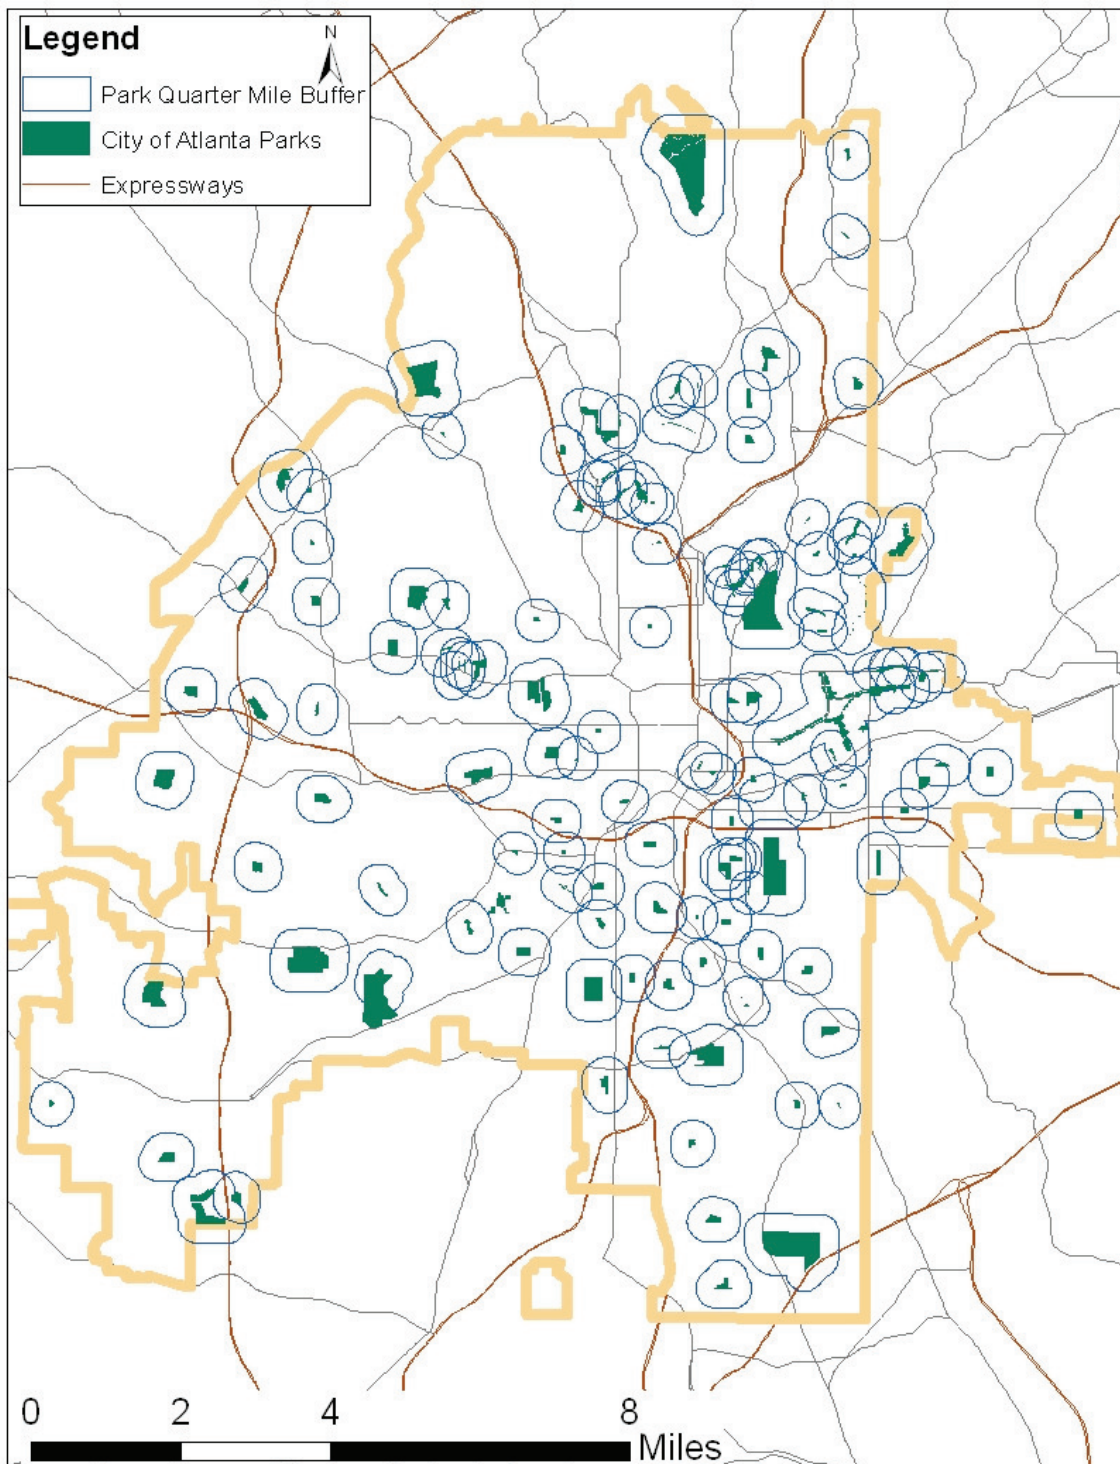 Legend
N
Park Quarter Mile Buffer
City of Atlanta Parks
Expressways
0 2 4 8
Miles